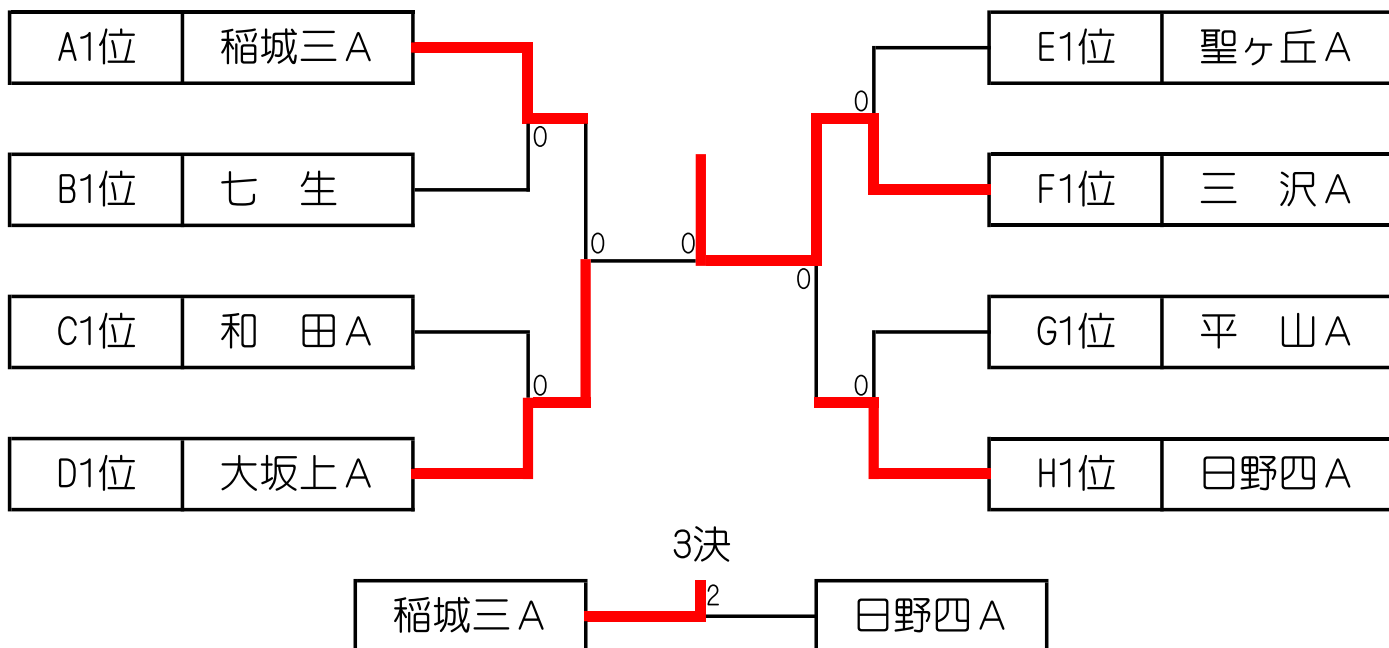 A1位 稲城三A
E1位 聖ヶ丘A
0
0
B1位 七 生
F1位 三 沢A
0
0
0
C1位 和 田A
G1位 平 山A
0
0
D1位 大坂上A
H1位 日野四A
3決
2
稲城三A
日野四A